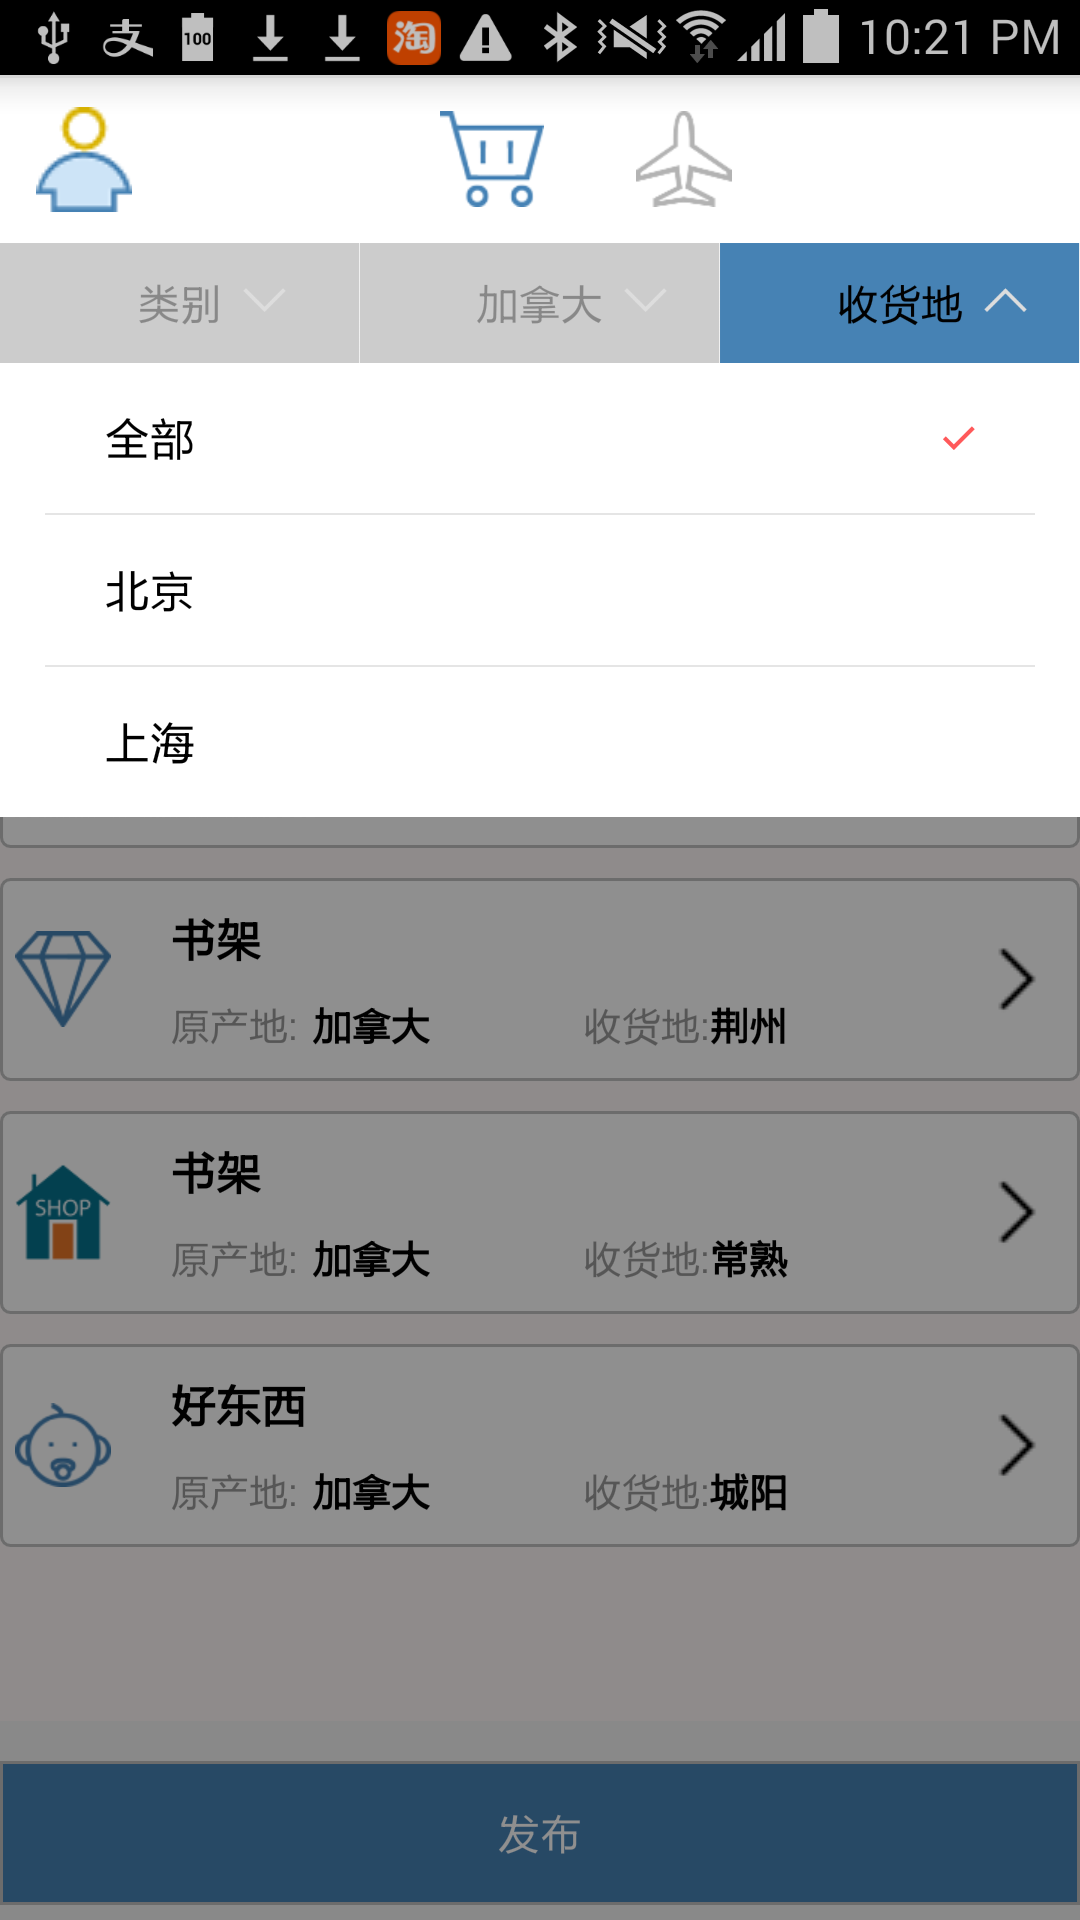 支 100 淘 10:21 PM
类别 加拿大 收货地
全部
北京
上海
书架
原产地: 加拿大 收货地:荆州
SHOP
书架
原产地: 加拿大 收货地:常熟
好东西
原产地: 加拿大 收货地:城阳
发布